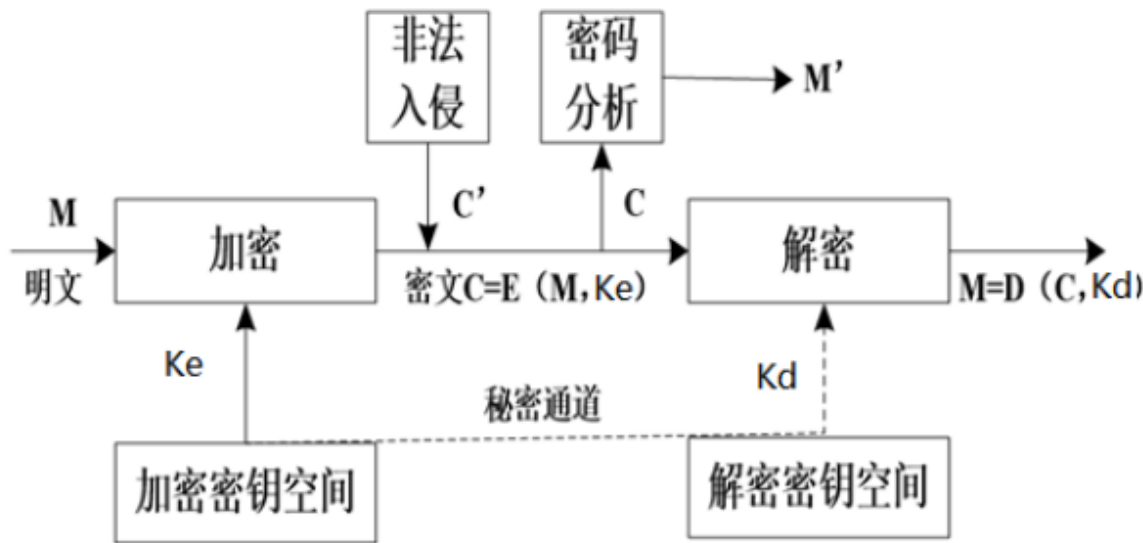 非法
入侵
密码
分析
M’
M
C’
C
加密
解密
明文
密文C=E（M,Ke）
M=D（C,Kd）
Ke
Kd
秘密通道
加密密钥空间
解密密钥空间